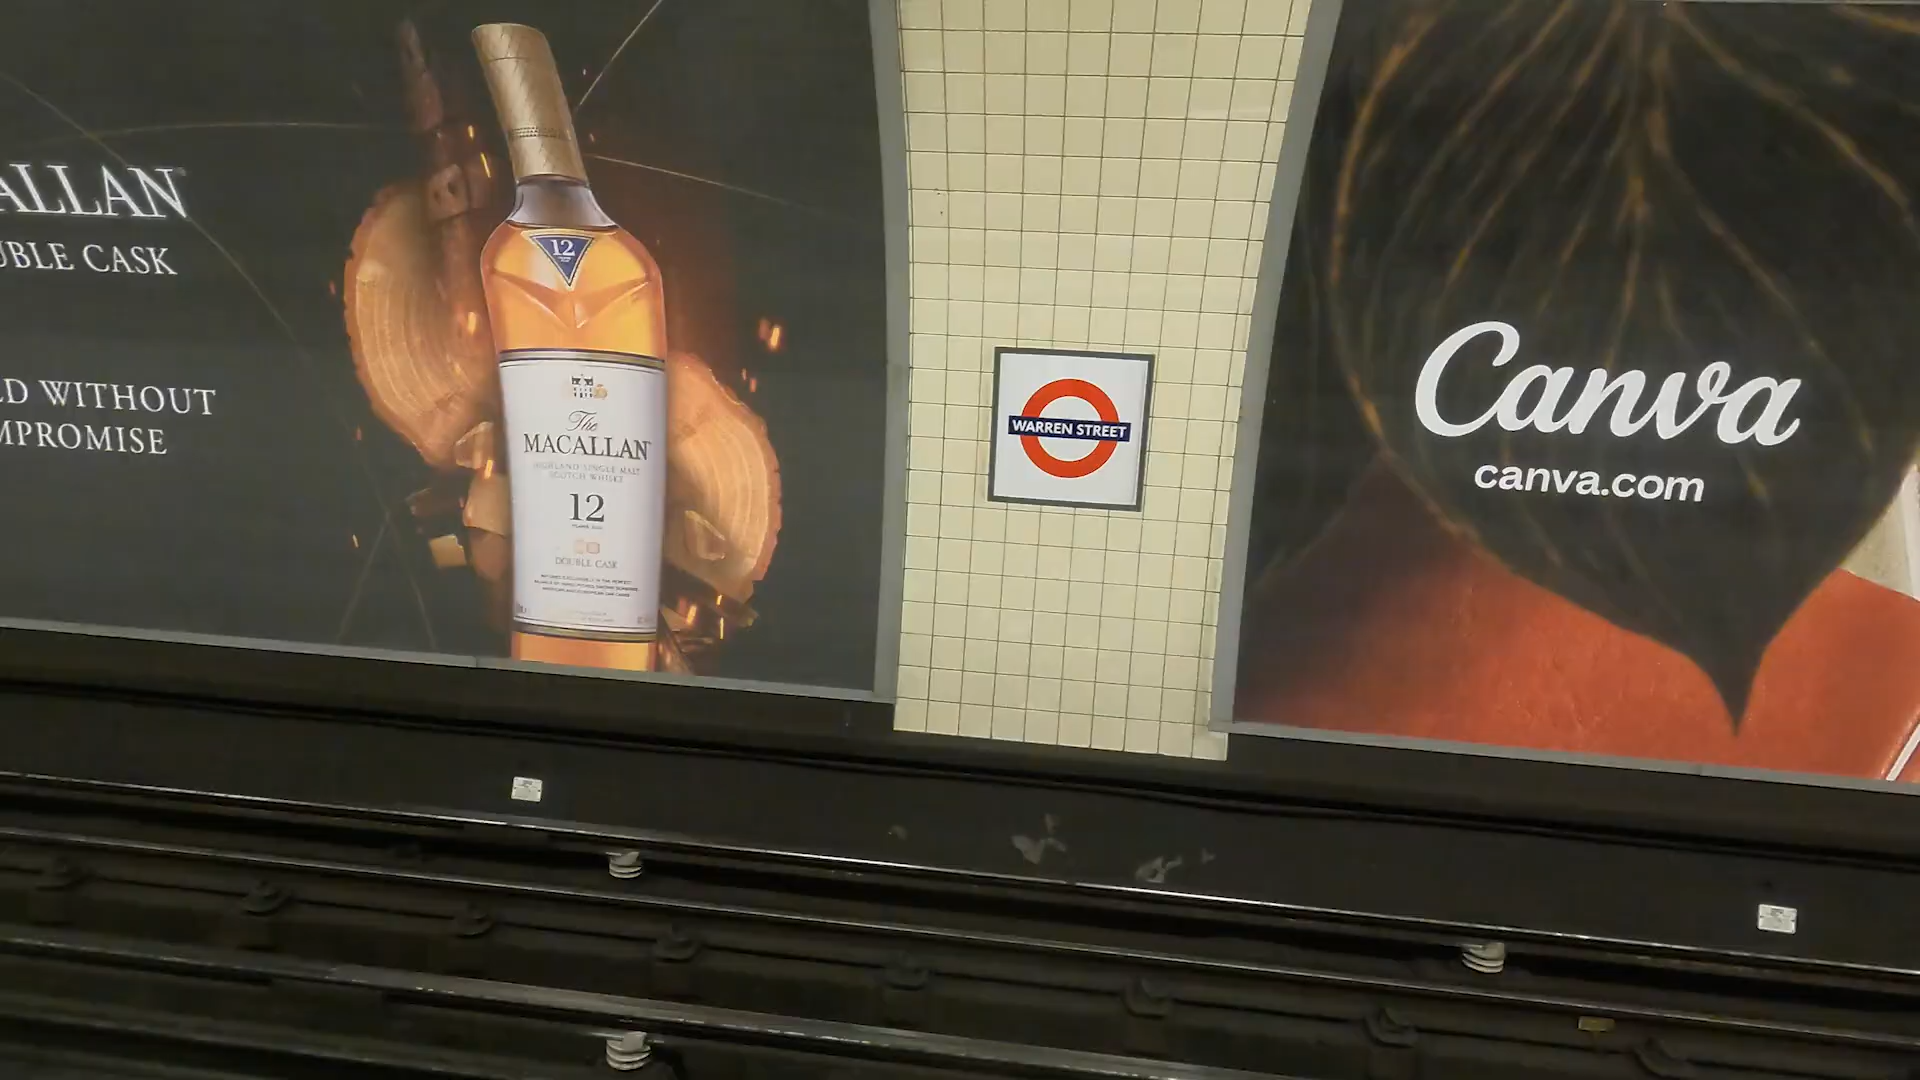 ALLAN
UBLE CASK
LD WITHOUT
MPROMISE
12
The
MACALLAN
HIGHLAND SINGLE MALT
SCOTCH WHISKY
12
DOUBLE CASK
WARREN STREET
Canva
canva.com